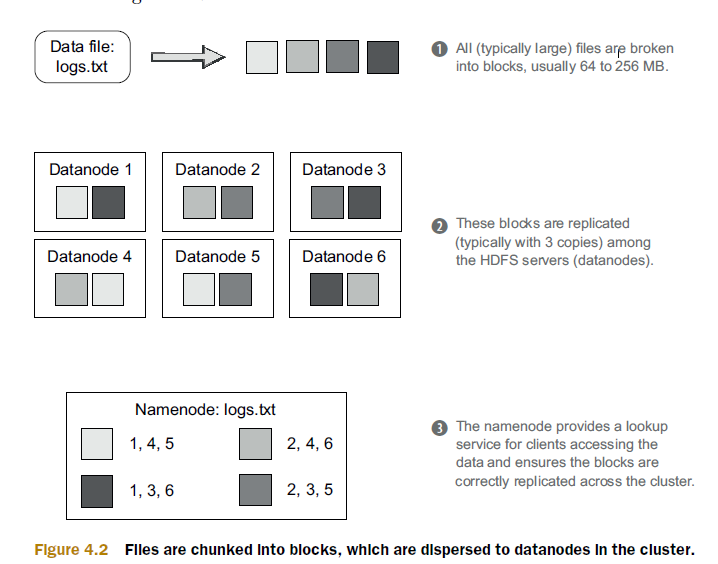 Data file:
logs.txt
1 All (typically large) files are broken
into blocks, usually 64 to 256 MB.
Datanode 1
Datanode 2
Datanode 3
Datanode 4
Datanode 5
Datanode 6
2 These blocks are replicated
(typically with 3 copies) among
the HDFS servers (datanodes).
Namenode: logs.txt
1, 4, 5
2, 4, 6
1, 3, 6
2, 3, 5
3 The namenode provides a lookup
service for clients accessing the
data and ensures the blocks are
correctly replicated across the cluster.
Figure 4.2 Files are chunked into blocks, which are dispersed to datanodes in the cluster.